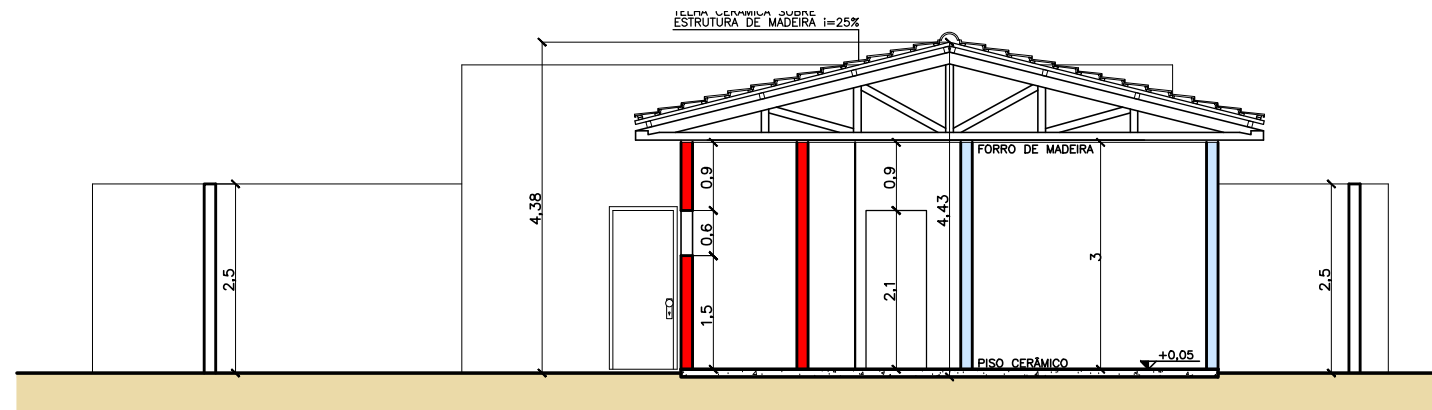 TELHA CERÂMICA SOBRE
ESTRUTURA DE MADEIRA i=25%
FORRO DE MADEIRA
0,9
0,9
4,38
4,43
0,6
2,5
1,5
2,1
3
2,5
PISO CERÂMICO
+0,05